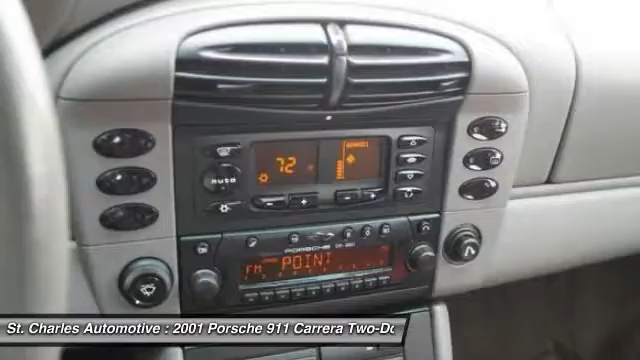 72
auto
PORSCHE
FM POINT
St. Charles Automotive : 2001 Porsche 911 Carrera Two-Do